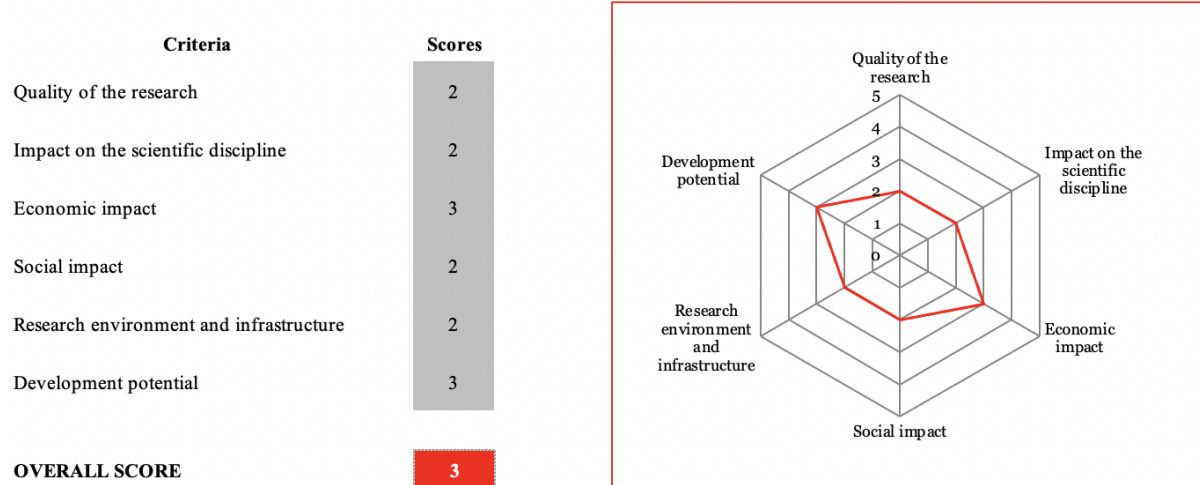 Criteria Scores
Quality of the research 2
Impact on the scientific discipline 2
Economic impact 3
Social impact 2
Research environment and infrastructure 2
Development potential 3
OVERALL SCORE 3
Quality of the
research
5
4
3
2
1
0
Impact on the
scientific
discipline
Economic
impact
Social impact
Research
environment
and
infrastructure
Development
potential